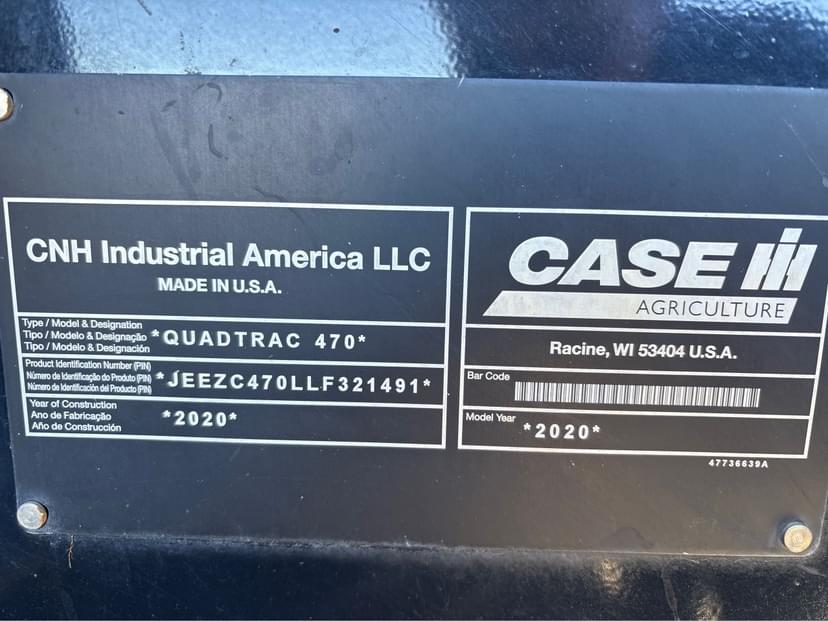 CNH Industrial America LLC
MADE IN U.S.A.
Type / Model & Designation
Tipo / Modelo & Designação
Tipo / Modelo & Designación
*QUADTRAC 470*
Product Identification Number (PIN)
Número de Identificação do Produto (PIN)
Número de Identificación del Producto (PIN)
*JEEZC470LLF321491*
Year of Construction
Ano de Fabricação
Año de Construcción
*2020*
CASE IH
AGRICULTURE
Racine, WI 53404 U.S.A.
Bar Code
Model Year
*2020*
47736639A